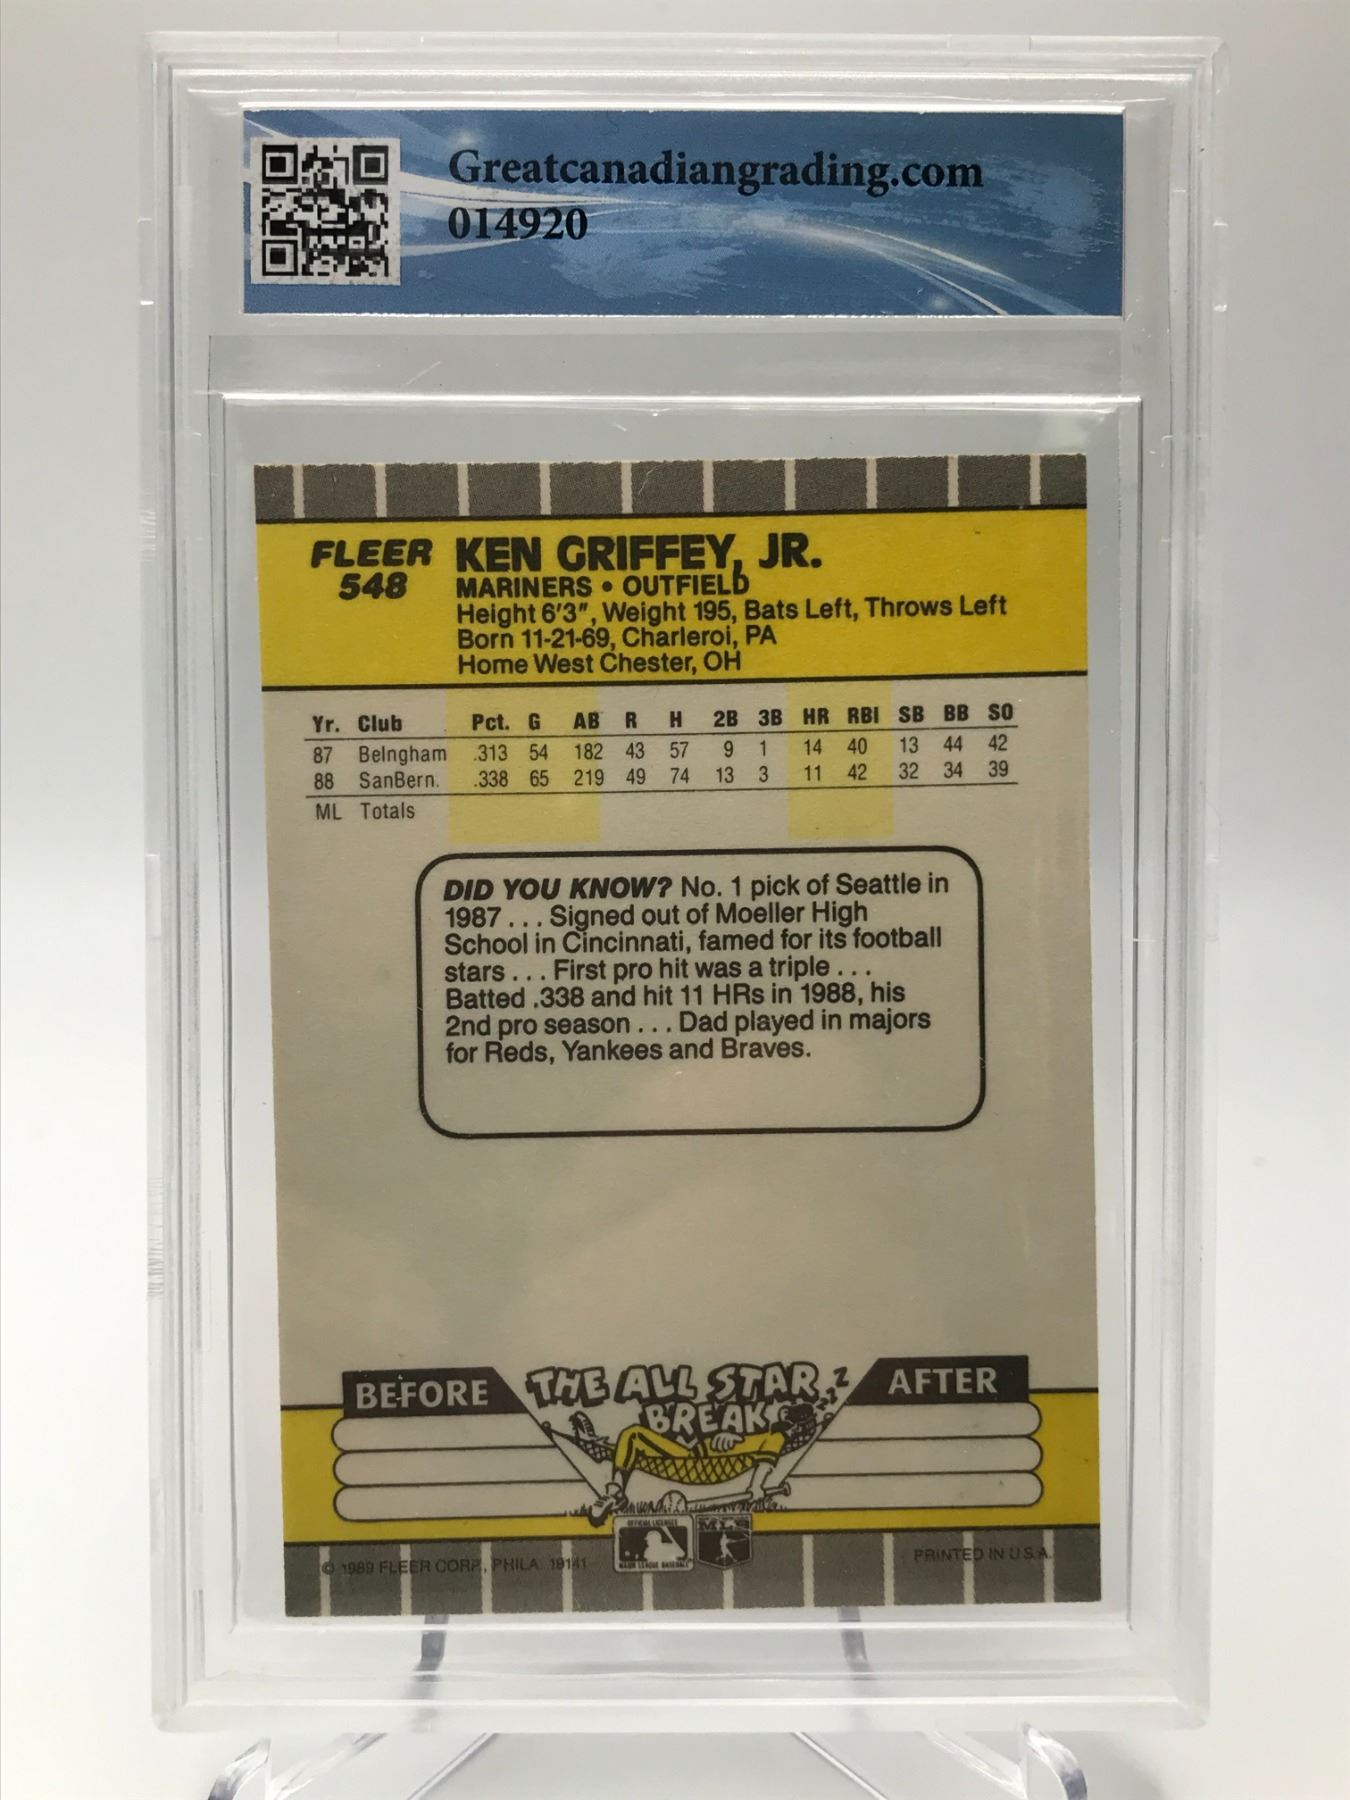 Greatcanadiangrading.com
014920
FLEER
548
KEN GRIFFEY, JR.
MARINERS • OUTFIELD
Height 6'3", Weight 195, Bats Left, Throws Left
Born 11-21-69, Charleroi, PA
Home West Chester, OH
Yr. Club Pct. G AB R H 2B 3B HR RBI SB BB SO
87 Belngham .313 54 182 43 57 9 1 14 40 13 44 42
88 SanBern. .338 65 219 49 74 13 3 11 42 32 34 39
ML Totals
DID YOU KNOW? No. 1 pick of Seattle in
1987 . . . Signed out of Moeller High
School in Cincinnati, famed for its football
stars . . . First pro hit was a triple . . .
Batted .338 and hit 11 HRs in 1988, his
2nd pro season . . . Dad played in majors
for Reds, Yankees and Braves.
BEFORE
THE ALL STAR
BREAK
zzZ
AFTER
OFFICIAL LICENSEE
MAJOR LEAGUE BASEBALL
© 1989 FLEER CORP., PHILA. 19141
PRINTED IN U.S.A.